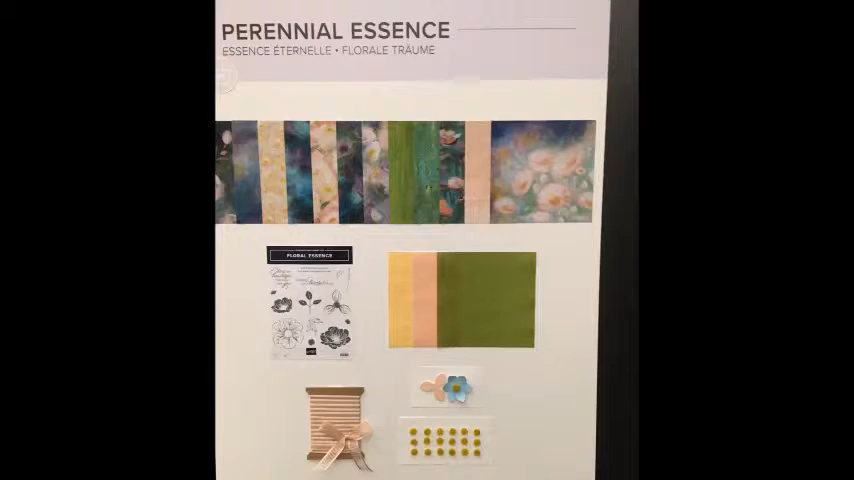 PERENNIAL ESSENCE
ESSENCE ÉTERNELLE • FLORALE TRÄUME
FLORAL ESSENCE